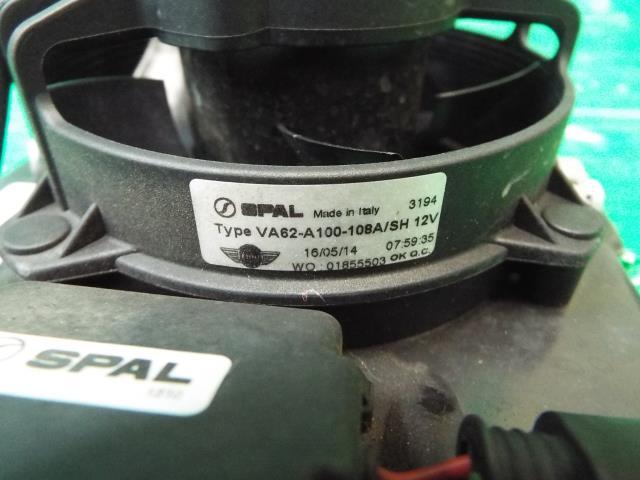 SPAL Made in Italy 3194
Type VA62-A100-108A/SH 12V
16/05/14 07:59:35
WO : 01855503 OK Q.C.
SPAL